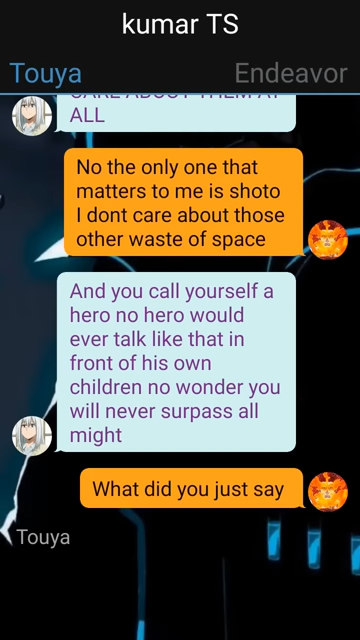 kumar TS
Touya Endeavor
CARE ABOUT THEM AT
ALL
No the only one that
matters to me is shoto
I dont care about those
other waste of space
And you call yourself a
hero no hero would
ever talk like that in
front of his own
children no wonder you
will never surpass all
might
What did you just say
Touya